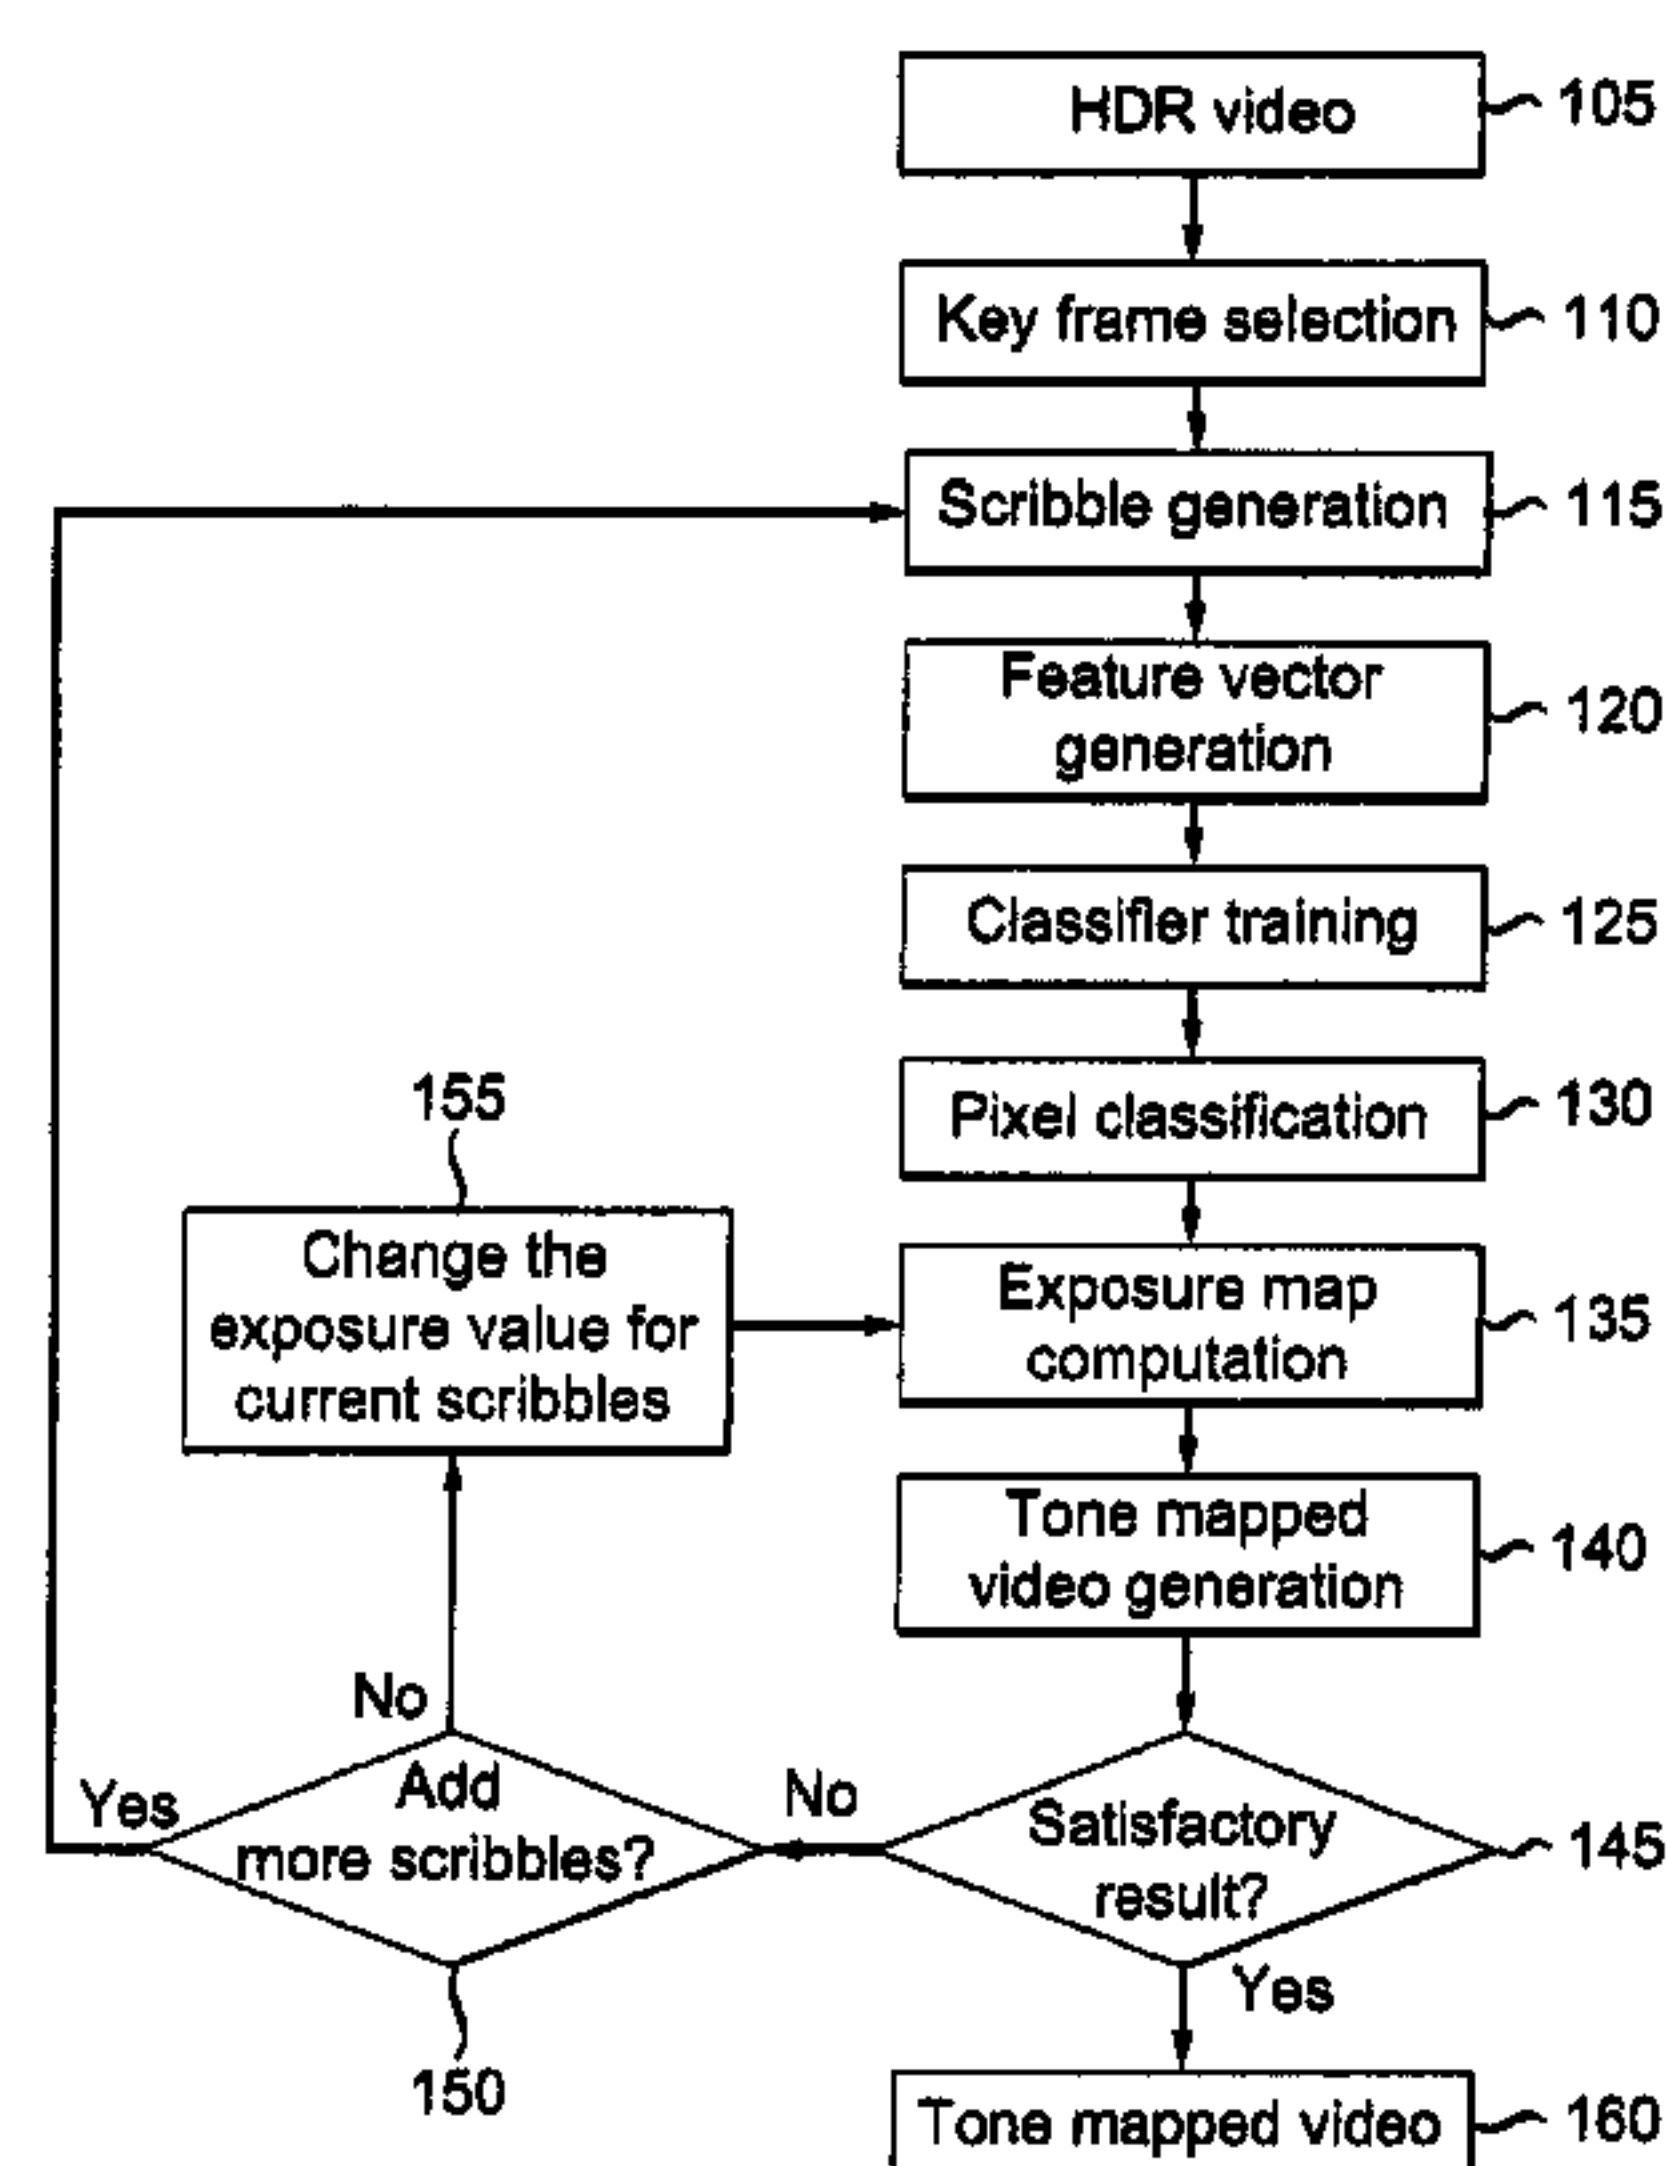 HDR video
105
Key frame selection
110
Scribble generation
115
Feature vector
generation
120
Classifier training
125
Pixel classification
130
155
Change the
exposure value for
current scribbles
Exposure map
computation
135
Tone mapped
video generation
140
No
Yes
Add
more scribbles?
No
Satisfactory
result?
145
Yes
150
Tone mapped video
160